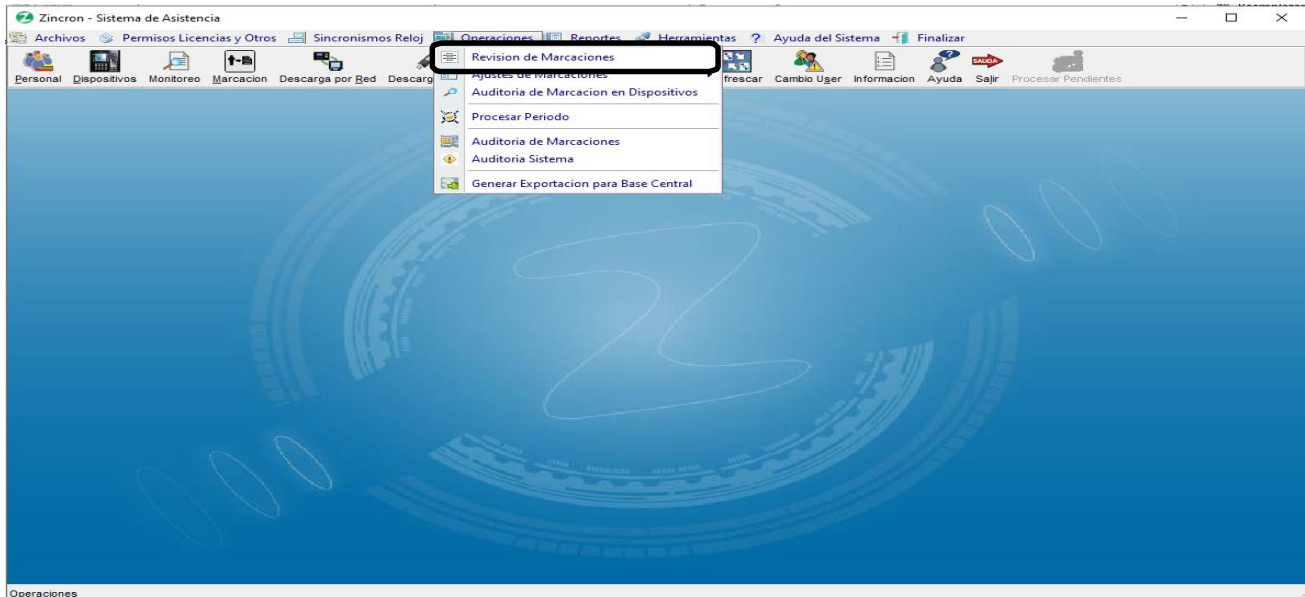 Zincron - Sistema de Asistencia
Archivos Permisos Licencias y Otros Sincronismos Reloj Operaciones Reportes Herramientas ? Ayuda del Sistema Finalizar
Personal Dispositivos Monitoreo Marcacion Descarga por Red Descarg frescar Cambio User Informacion Ayuda Salir Procesar Pendientes
SALIDA
Revision de Marcaciones
Ajustes de Marcaciones
Auditoria de Marcacion en Dispositivos
Procesar Periodo
Auditoria de Marcaciones
Auditoria Sistema
Generar Exportacion para Base Central
Operaciones